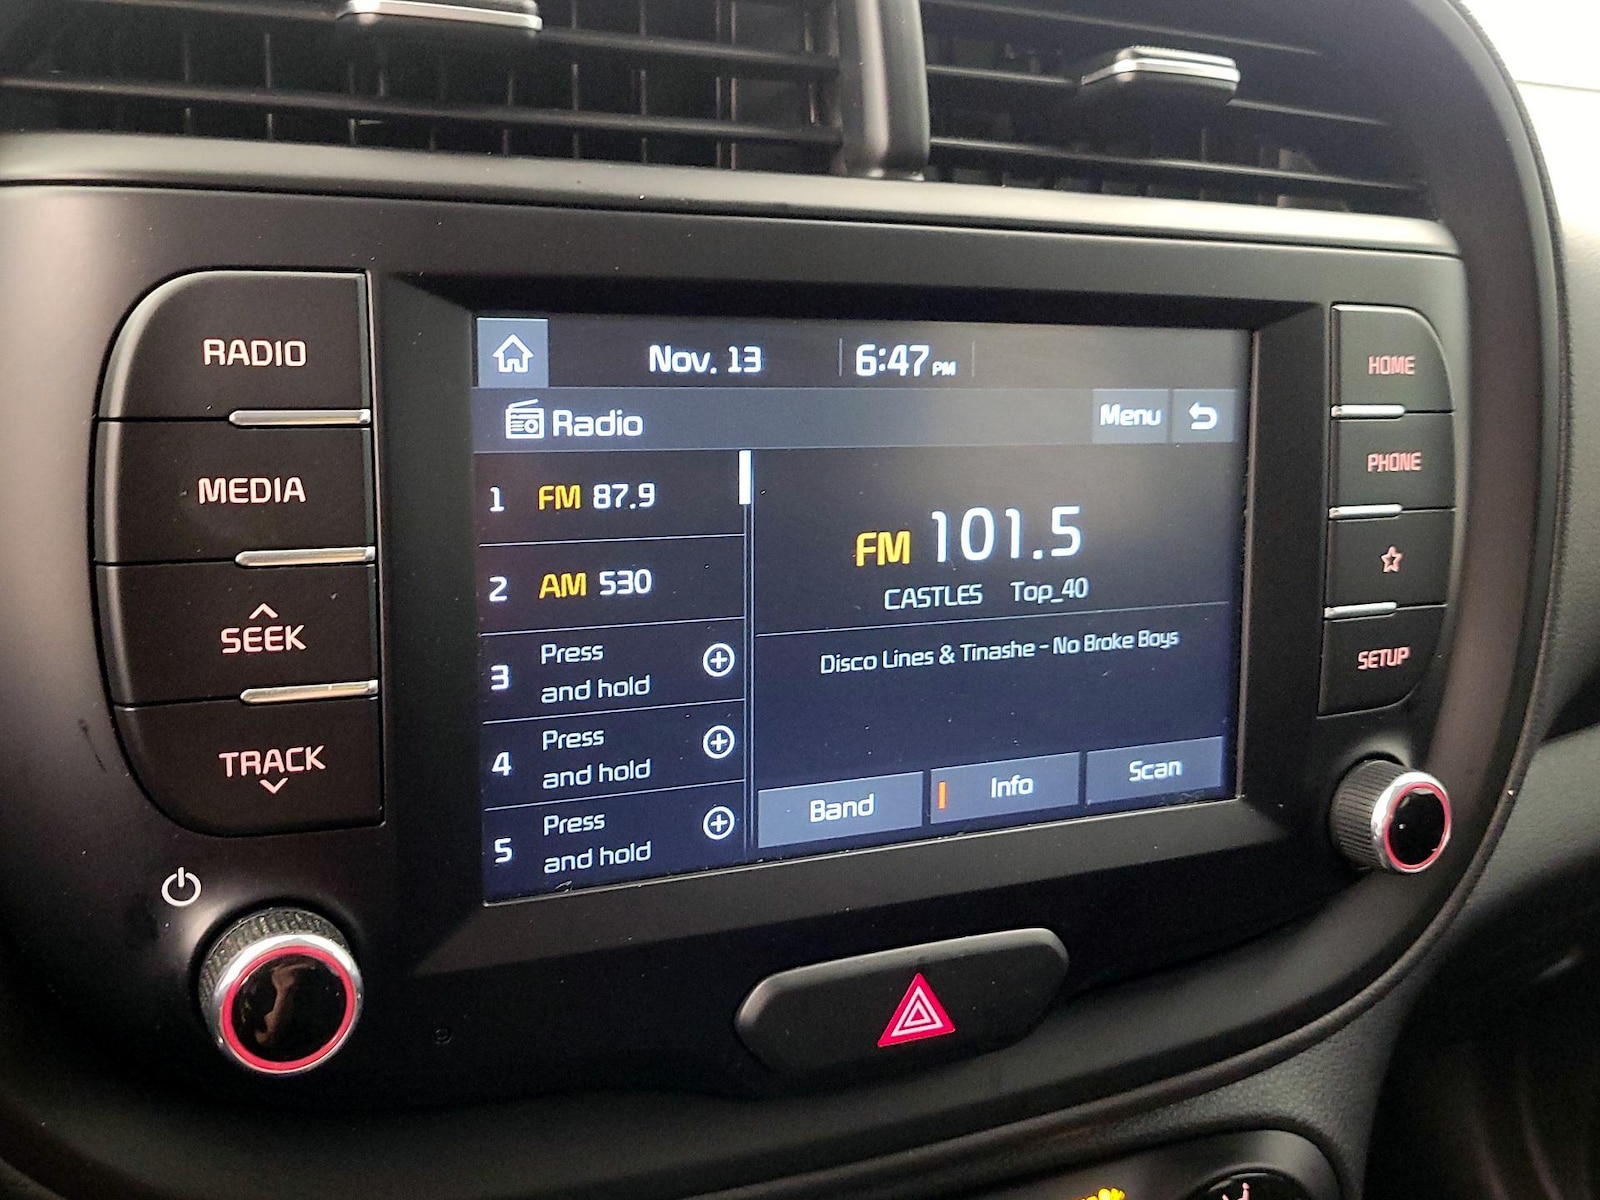 RADIO
MEDIA
SEEK
TRACK
Nov. 13 6:47 PM
Radio
Menu
1 FM 87.9
2 AM 530
3 Press
and hold
4 Press
and hold
5 Press
and hold
FM 101.5
CASTLES Top_40
Disco Lines & Tinashe - No Broke Boys
Band Info Scan
HOME
PHONE
SETUP